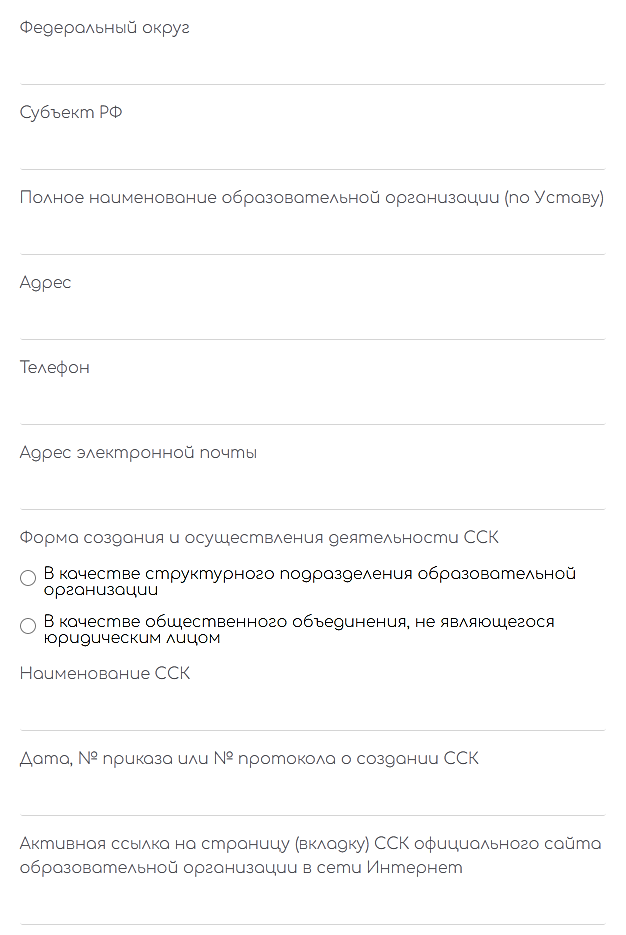 Федеральный округ
Субъект РФ
Полное наименование образовательной организации (по Уставу)
Адрес
Телефон
Адрес электронной почты
Форма создания и осуществления деятельности ССК
В качестве структурного подразделения образовательной
организации
В качестве общественного объединения, не являющегося
юридическим лицом
Наименование ССК
Дата, № приказа или № протокола о создании ССК
Активная ссылка на страницу (вкладку) ССК официального сайта
образовательной организации в сети Интернет